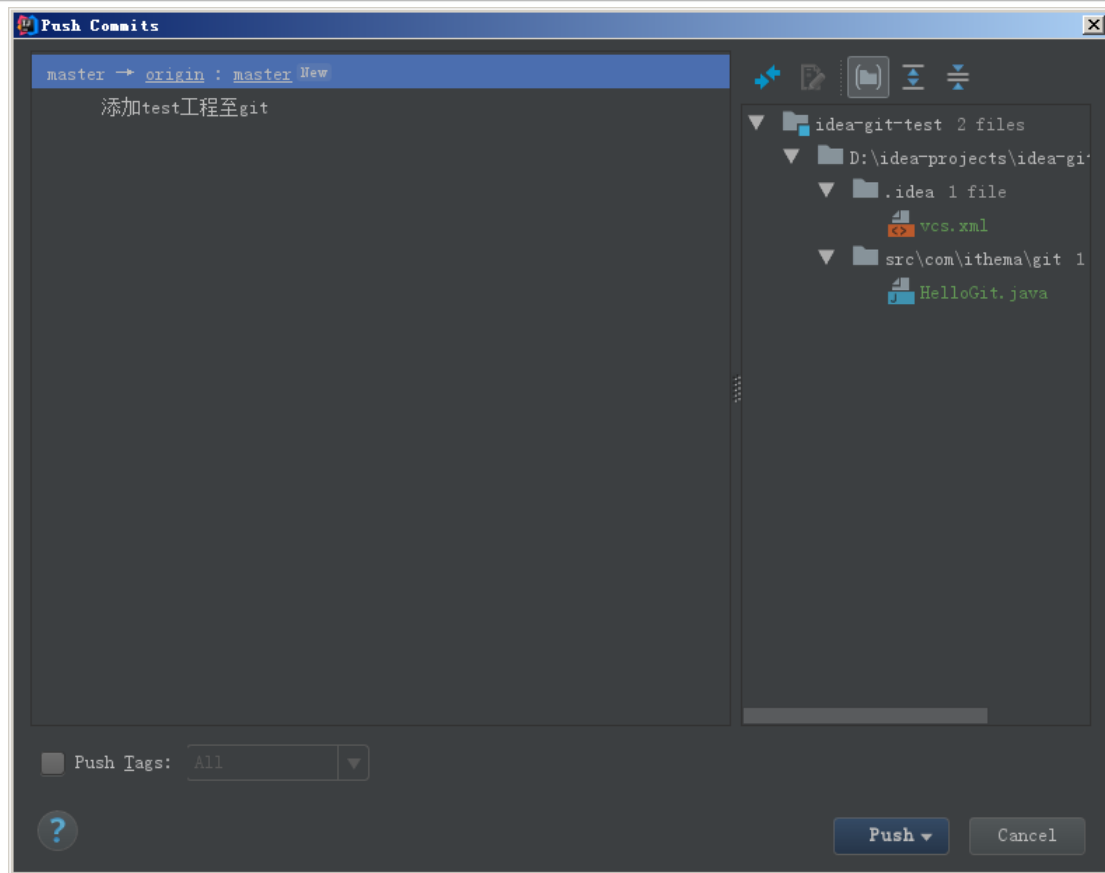 Push Commits
master → origin : master New
添加test工程至git
idea-git-test 2 files
D:\idea-projects\idea-gi
.idea 1 file
vcs.xml
src\com\ithema\git 1
HelloGit.java
Push Tags: All
?
Push Cancel